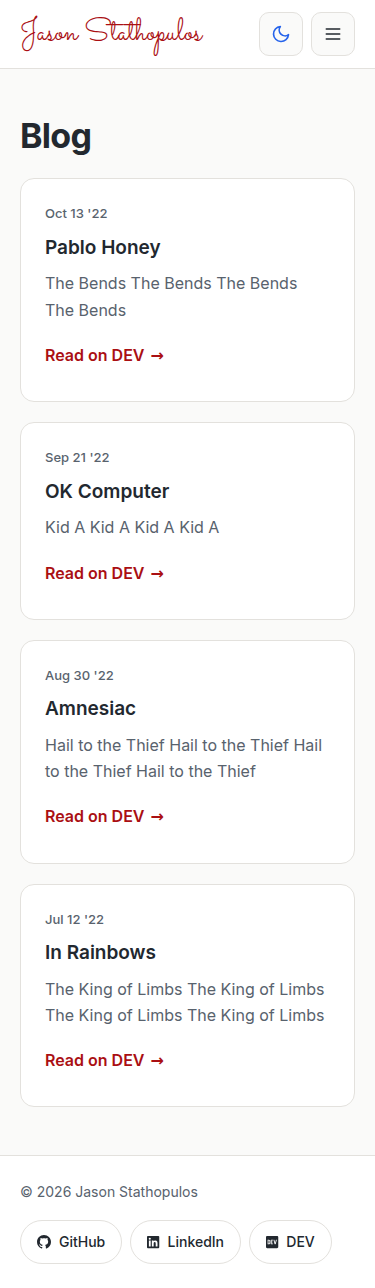 Jason Stathopulos
Blog
Oct 13 '22
Pablo Honey
The Bends The Bends The Bends
The Bends
Read on DEV →
Sep 21 '22
OK Computer
Kid A Kid A Kid A Kid A
Read on DEV →
Aug 30 '22
Amnesiac
Hail to the Thief Hail to the Thief Hail
to the Thief Hail to the Thief
Read on DEV →
Jul 12 '22
In Rainbows
The King of Limbs The King of Limbs
The King of Limbs The King of Limbs
Read on DEV →
© 2026 Jason Stathopulos
GitHub LinkedIn DEV DEV